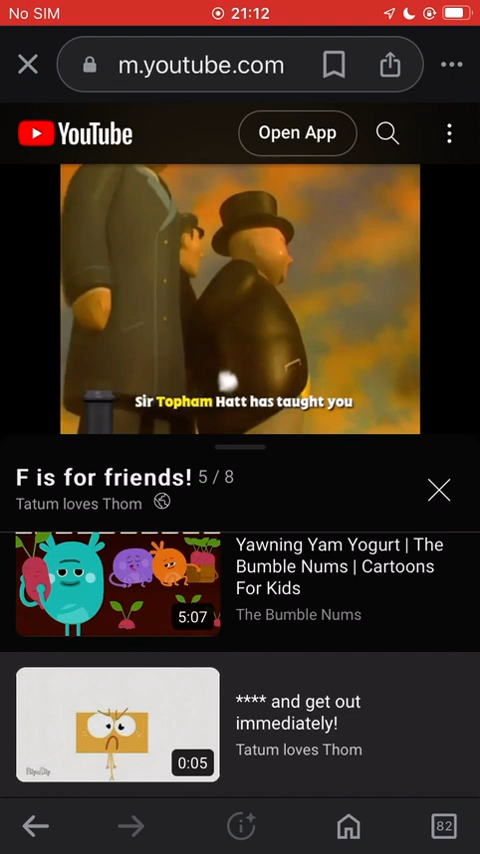 No SIM
21:12
m.youtube.com
YouTube
Open App
Sir Topham Hatt has taught you
F is for friends! 5 / 8
Tatum loves Thom
5:07
Yawning Yam Yogurt | The
Bumble Nums | Cartoons
For Kids
The Bumble Nums
0:05
**** and get out
immediately!
Tatum loves Thom
82